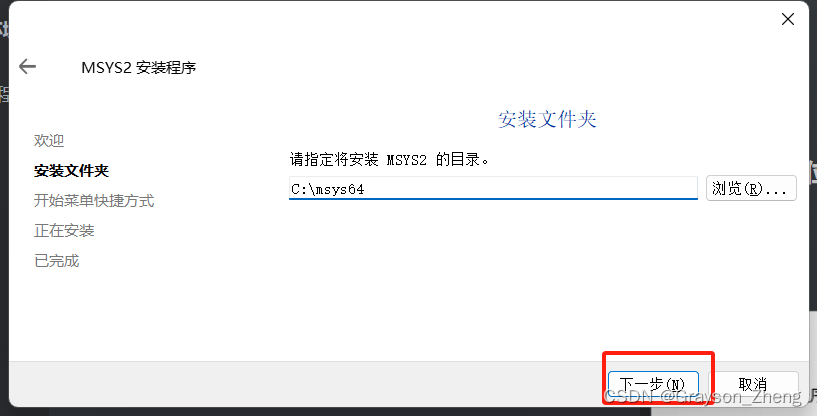 MSYS2 安装程序
安装文件夹
欢迎
安装文件夹
开始菜单快捷方式
正在安装
已完成
请指定将安装 MSYS2 的目录。
C:\msys64
浏览(R)...
下一步(N)
取消
CSDN @Grayson_Zheng
程
序